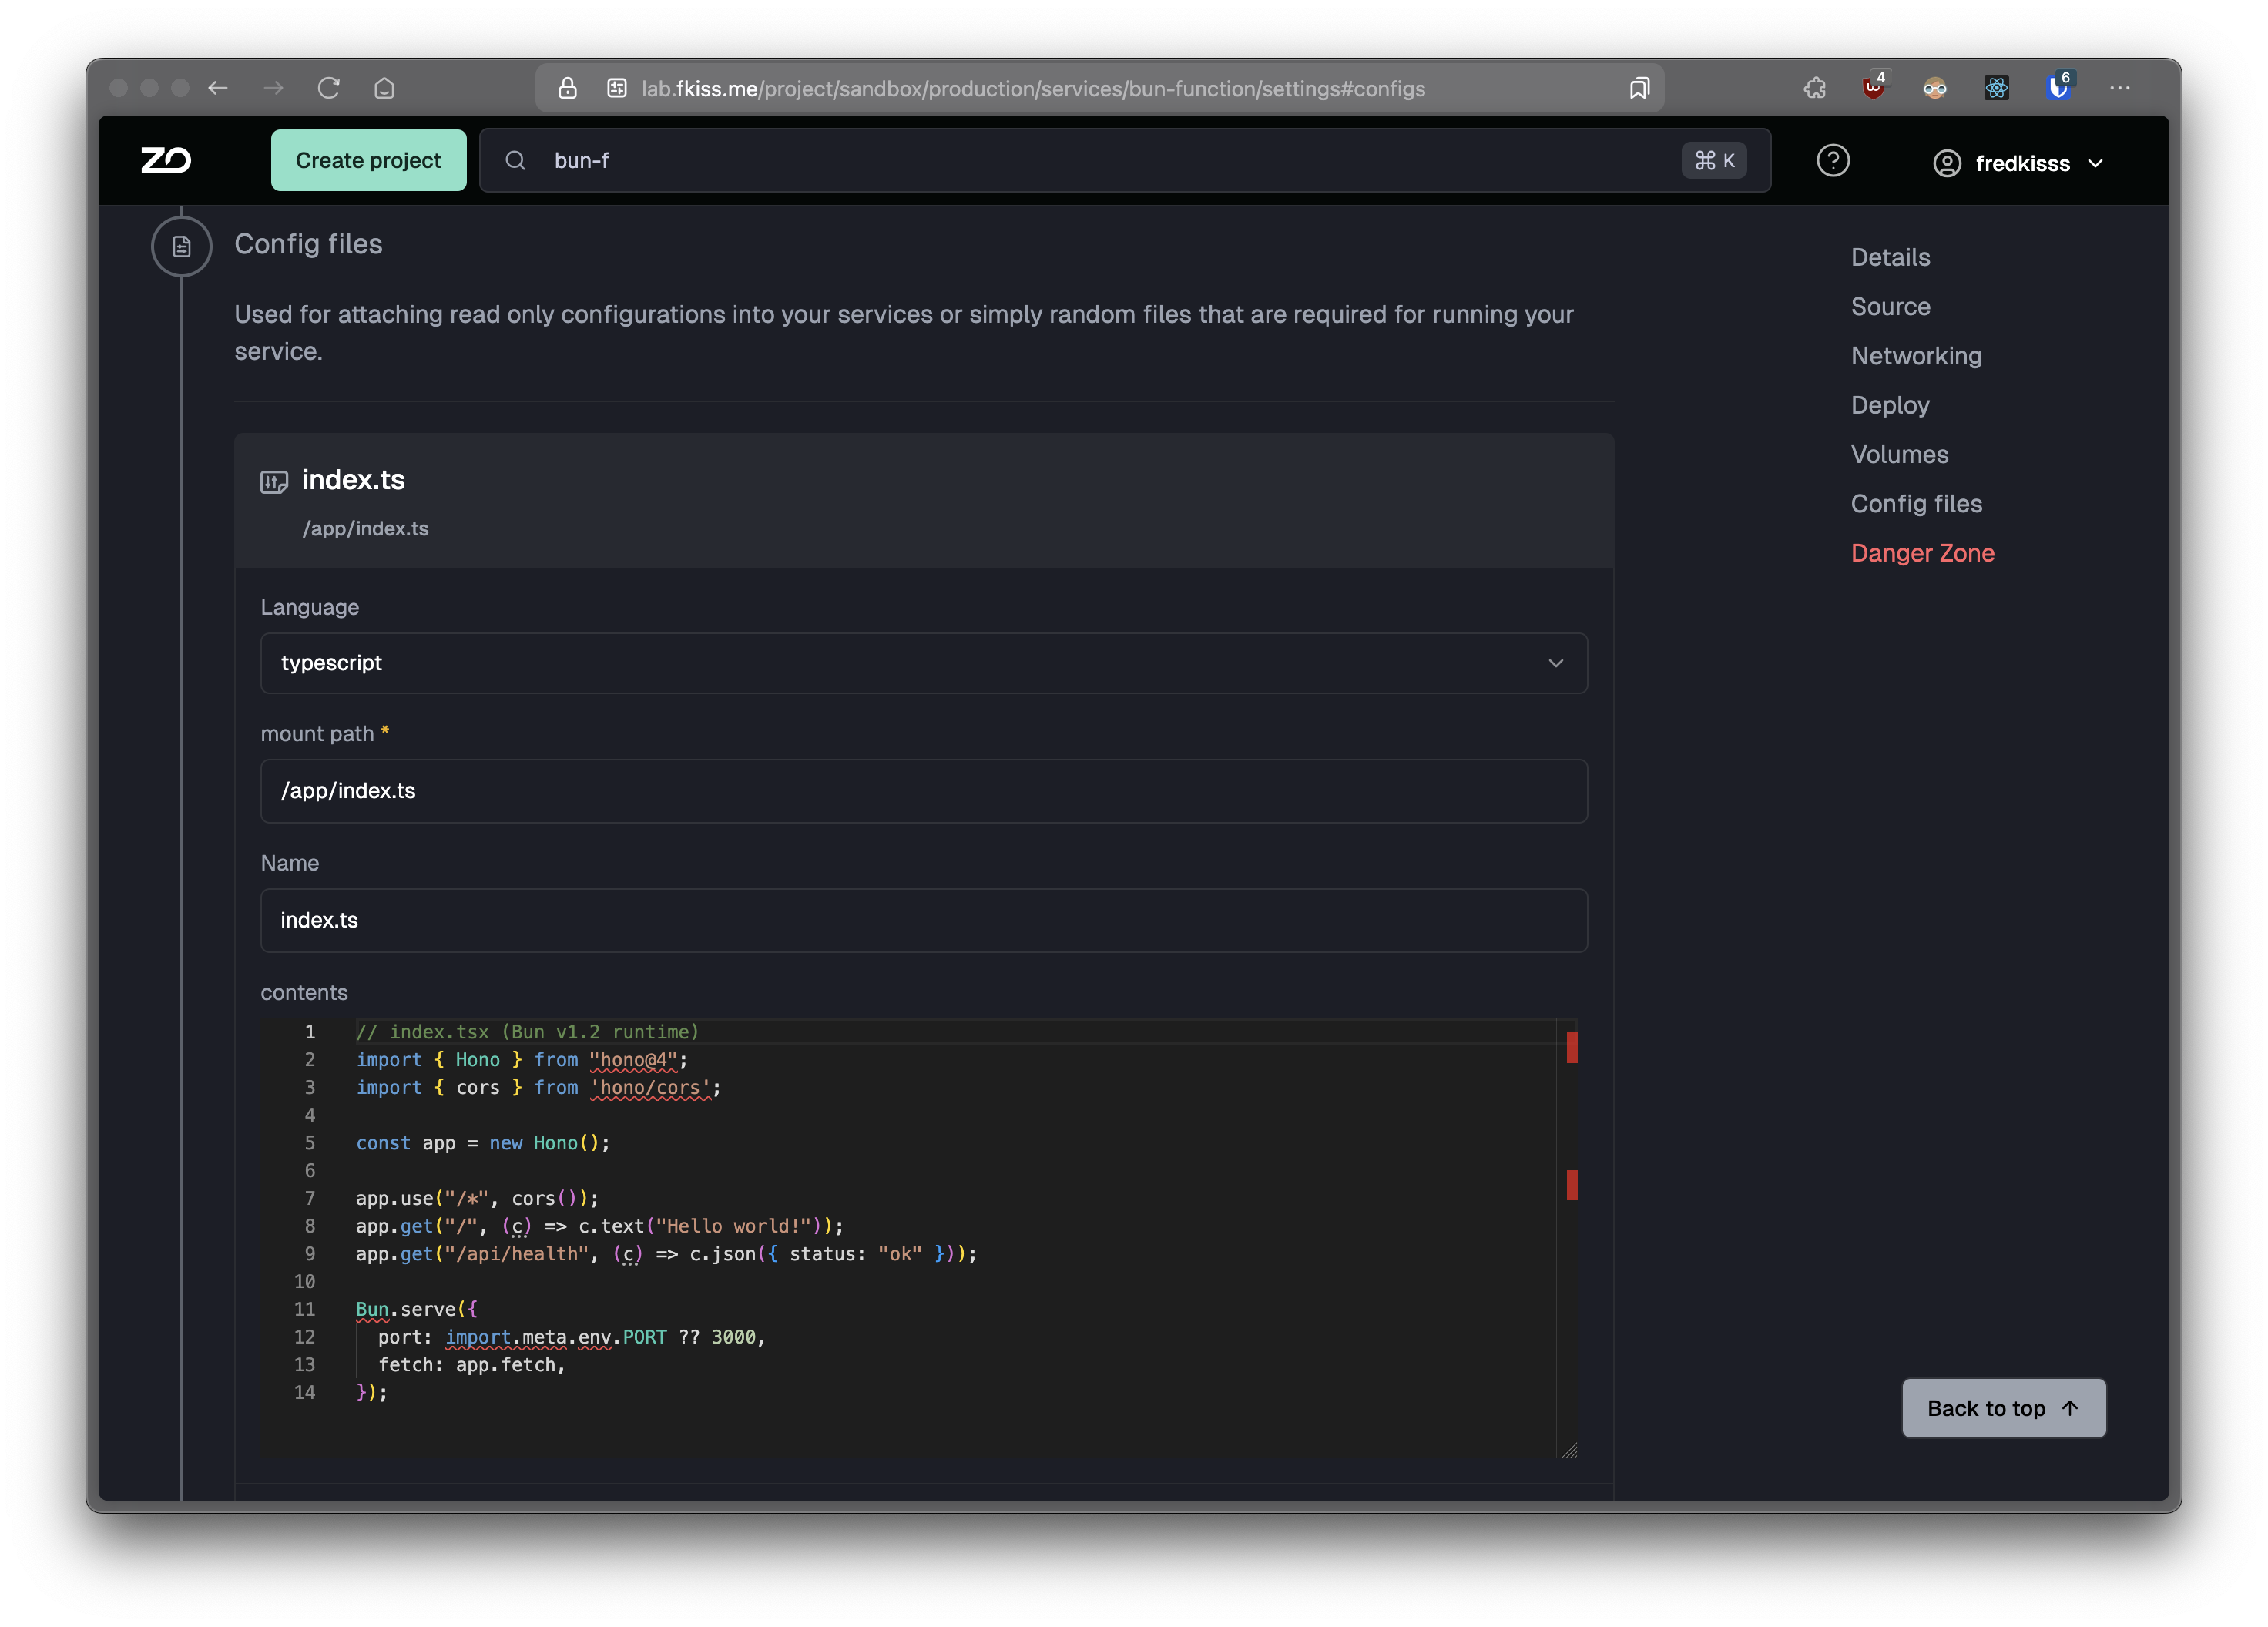 lab.fkiss.me/project/sandbox/production/services/bun-function/settings#configs
4
6
ZO
Create project
bun-f
⌘ K
fredkisss
Config files
Used for attaching read only configurations into your services or simply random files that are required for running your
service.
index.ts
/app/index.ts
Language
typescript
mount path *
/app/index.ts
Name
index.ts
contents
1 // index.tsx (Bun v1.2 runtime)
2 import { Hono } from "hono@4";
3 import { cors } from 'hono/cors';
4
5 const app = new Hono();
6
7 app.use("/*", cors());
8 app.get("/", (c) => c.text("Hello world!"));
9 app.get("/api/health", (c) => c.json({ status: "ok" }));
10
11 Bun.serve({
12   port: import.meta.env.PORT ?? 3000,
13   fetch: app.fetch,
14 });
Details
Source
Networking
Deploy
Volumes
Config files
Danger Zone
Back to top ↑